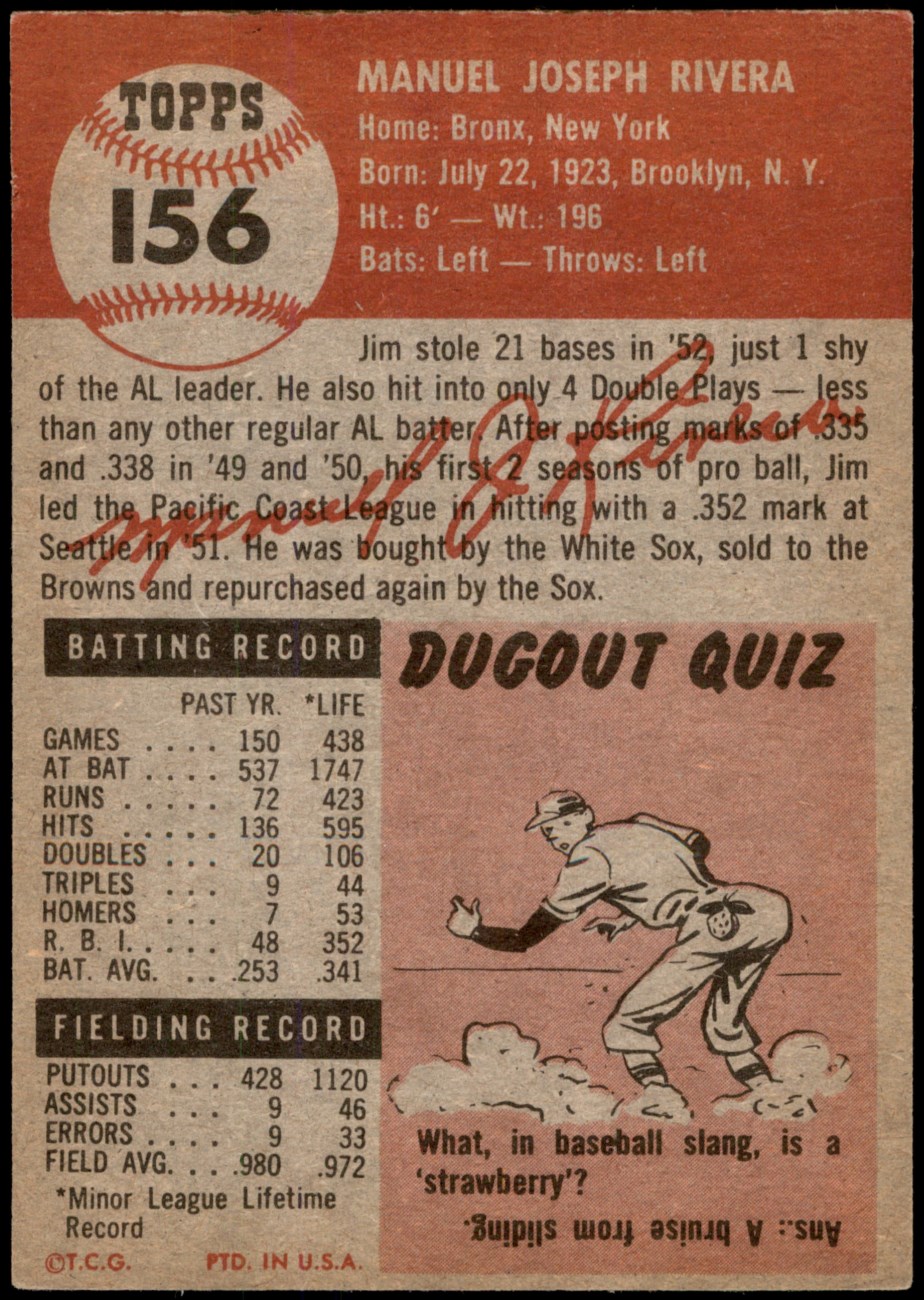 TOPPS
156
MANUEL JOSEPH RIVERA
Home: Bronx, New York
Born: July 22, 1923, Brooklyn, N. Y.
Ht.: 6' — Wt.: 196
Bats: Left — Throws: Left
Jim stole 21 bases in '52, just 1 shy
of the AL leader. He also hit into only 4 Double Plays — less
than any other regular AL batter. After posting marks of .335
and .338 in '49 and '50, his first 2 seasons of pro ball, Jim
led the Pacific Coast League in hitting with a .352 mark at
Seattle in '51. He was bought by the White Sox, sold to the
Browns and repurchased again by the Sox.
Manuel J Rivera
BATTING RECORD
PAST YR. *LIFE
GAMES .... 150 438
AT BAT .... 537 1747
RUNS ..... 72 423
HITS ..... 136 595
DOUBLES ... 20 106
TRIPLES ... 9 44
HOMERS ... 7 53
R. B. I. .... 48 352
BAT. AVG. ... .253 .341
FIELDING RECORD
PUTOUTS ... 428 1120
ASSISTS ... 9 46
ERRORS .... 9 33
FIELD AVG. ... .980 .972
*Minor League Lifetime
Record
©T.C.G. PTD. IN U.S.A.
DUGOUT QUIZ
What, in baseball slang, is a
'strawberry'?
Ans.: A bruise from sliding.